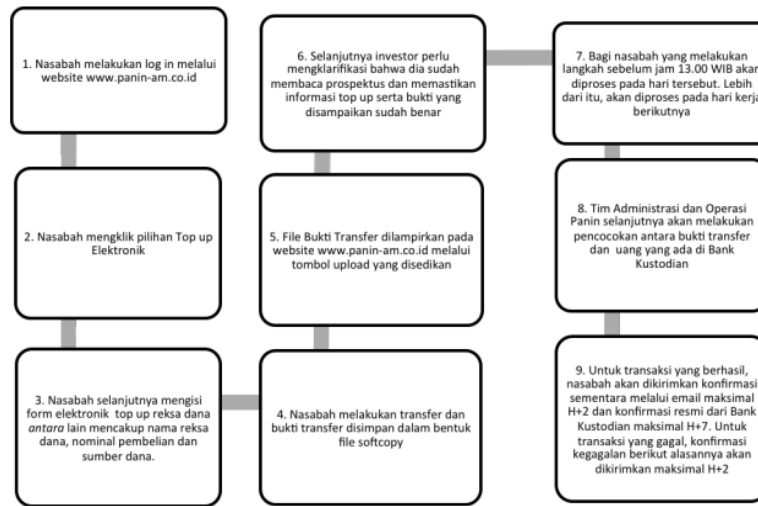 1. Nasabah melakukan log in melalui
website www.panin-am.co.id
2. Nasabah mengklik pilihan Top up
Elektronik
3. Nasabah selanjutnya mengisi
form elektronik top up reksa dana
antara lain mencakup nama reksa
dana, nominal pembelian dan
sumber dana.
4. Nasabah melakukan transfer dan
bukti transfer disimpan dalam bentuk
file softcopy
5. File Bukti Transfer dilampirkan pada
website www.panin-am.co.id melalui
tombol upload yang disedikan
6. Selanjutnya investor perlu
mengklarifikasi bahwa dia sudah
membaca prospektus dan memastikan
informasi top up serta bukti yang
disampaikan sudah benar
7. Bagi nasabah yang melakukan
langkah sebelum jam 13.00 WIB akan
diproses pada hari tersebut. Lebih
dari itu, akan diproses pada hari kerja
berikutnya
8. Tim Administrasi dan Operasi
Panin selanjutnya akan melakukan
pencocokan antara bukti transfer
dan uang yang ada di Bank
Kustodian
9. Untuk transaksi yang berhasil,
nasabah akan dikirimkan konfirmasi
sementara melalui email maksimal
H+2 dan konfirmasi resmi dari Bank
Kustodian maksimal H+7. Untuk
transaksi yang gagal, konfirmasi
kegagalan berikut alasannya akan
dikirimkan maksimal H+2